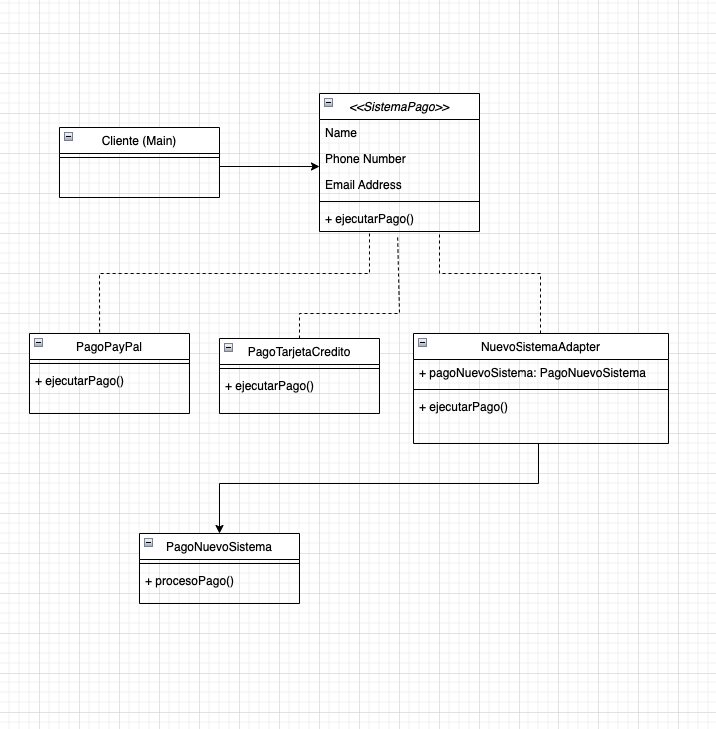 <<SistemaPago>>
Name
Phone Number
Email Address
+ ejecutarPago()
Cliente (Main)
PagoPayPal
+ ejecutarPago()
PagoTarjetaCredito
+ ejecutarPago()
NuevoSistemaAdapter
+ pagoNuevoSistema: PagoNuevoSistema
+ ejecutarPago()
PagoNuevoSistema
+ procesoPago()